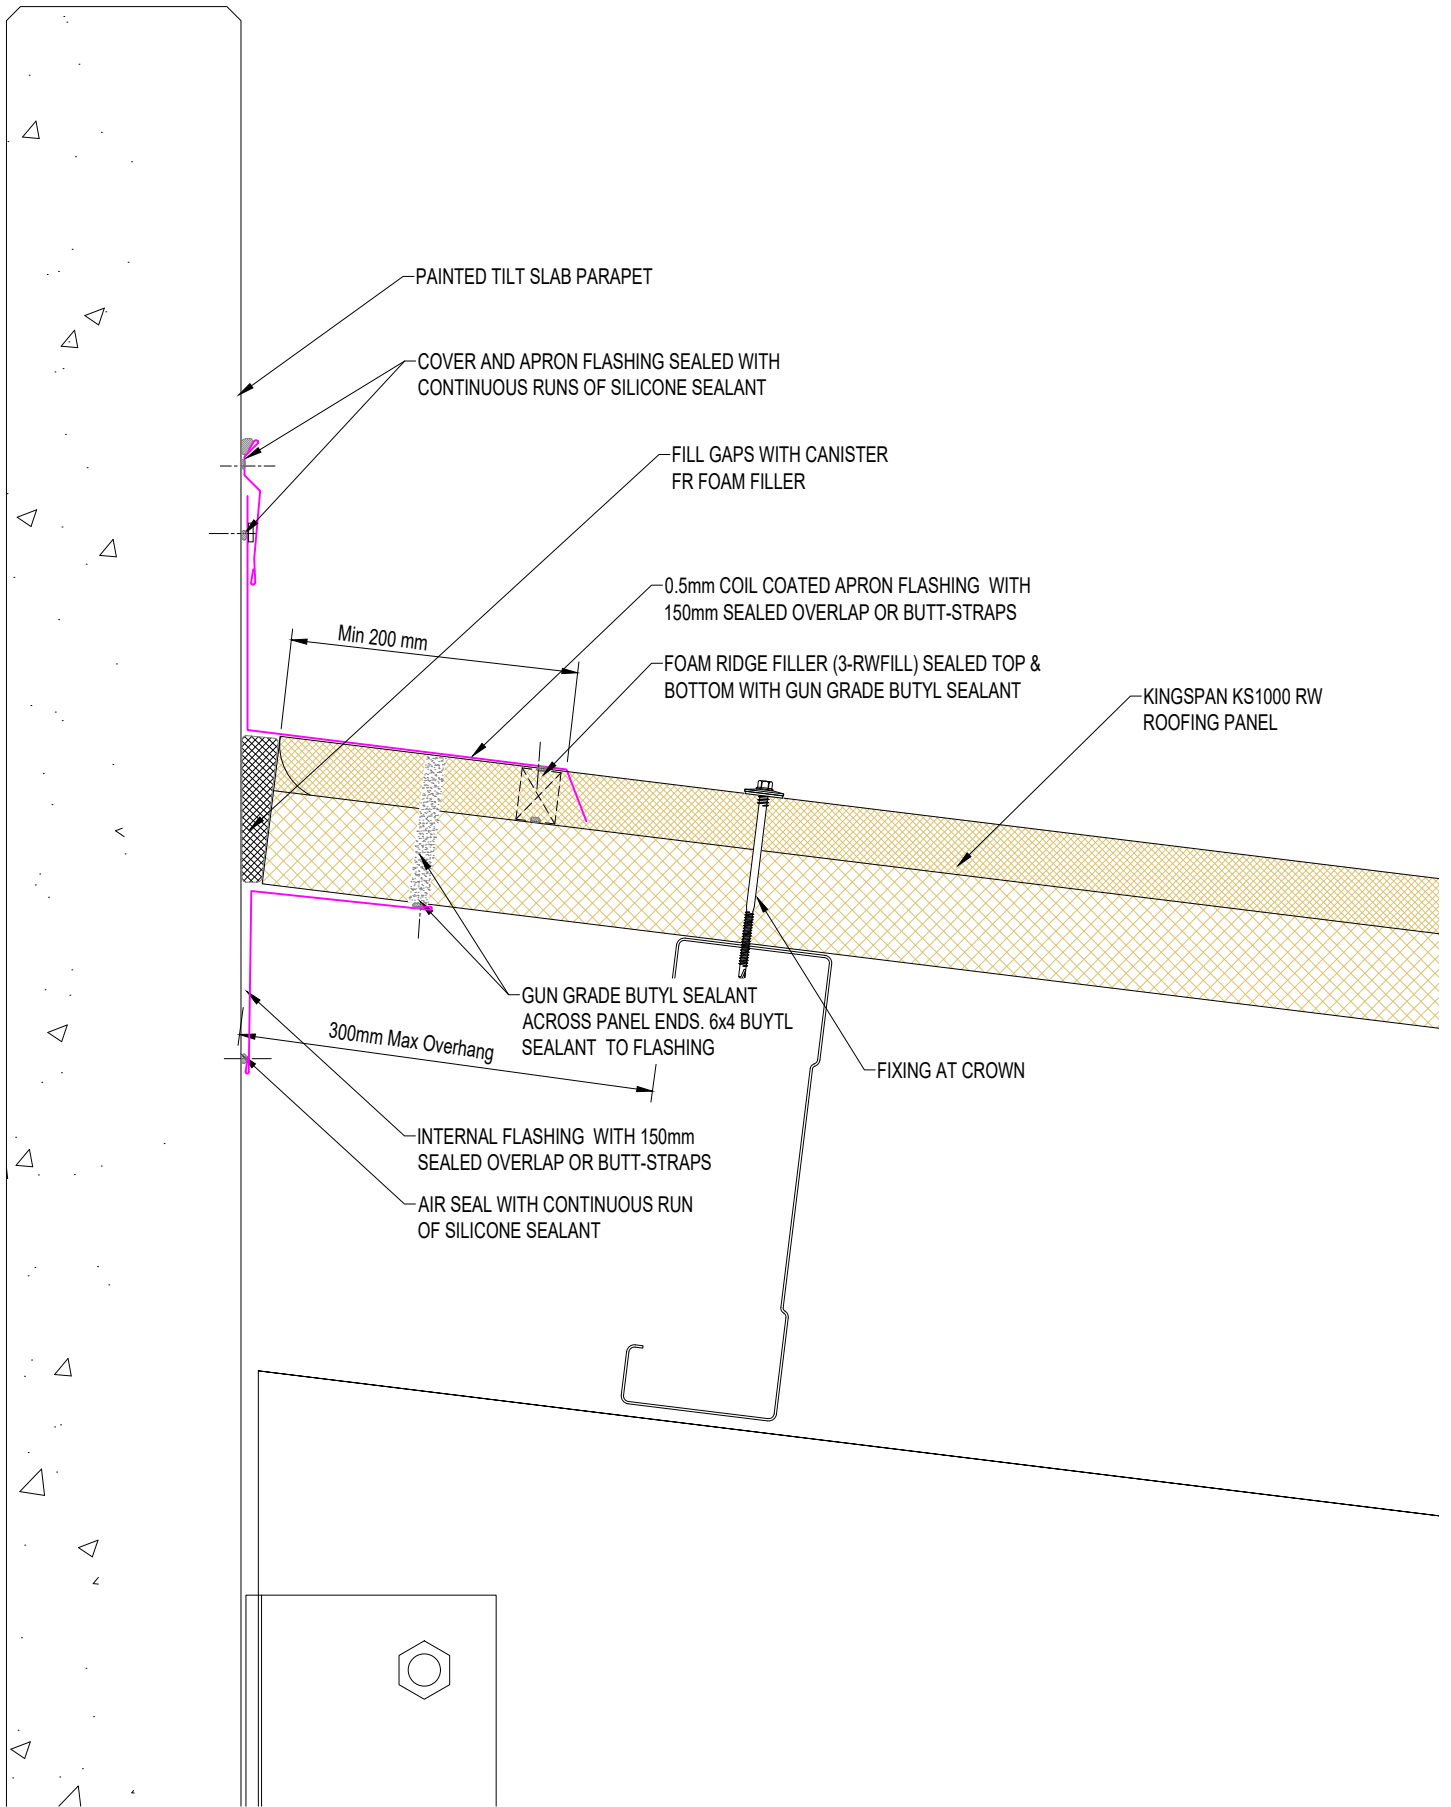 PAINTED TILT SLAB PARAPET
COVER AND APRON FLASHING SEALED WITH
CONTINUOUS RUNS OF SILICONE SEALANT
FILL GAPS WITH CANISTER
FR FOAM FILLER
0.5mm COIL COATED APRON FLASHING WITH
150mm SEALED OVERLAP OR BUTT-STRAPS
Min 200 mm
FOAM RIDGE FILLER (3-RWFILL) SEALED TOP &
BOTTOM WITH GUN GRADE BUTYL SEALANT
KINGSPAN KS1000 RW
ROOFING PANEL
GUN GRADE BUTYL SEALANT
ACROSS PANEL ENDS. 6x4 BUYTL
SEALANT TO FLASHING
300mm Max Overhang
FIXING AT CROWN
INTERNAL FLASHING WITH 150mm
SEALED OVERLAP OR BUTT-STRAPS
AIR SEAL WITH CONTINUOUS RUN
OF SILICONE SEALANT